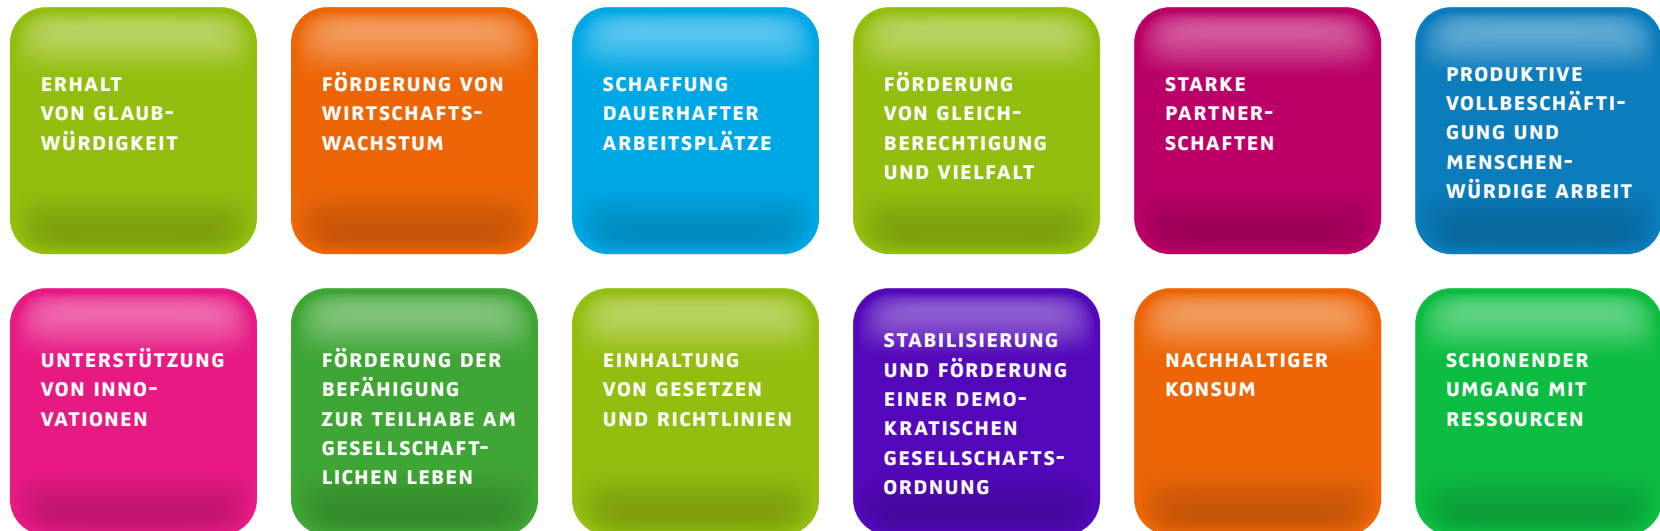 ERHALT
VON GLAUB-
WÜRDIGKEIT
FÖRDERUNG VON
WIRTSCHAFTS-
WACHSTUM
SCHAFFUNG
DAUERHAFTER
ARBEITSPLÄTZE
FÖRDERUNG
VON GLEICH-
BERECHTIGUNG
UND VIELFALT
STARKE
PARTNER-
SCHAFTEN
PRODUKTIVE
VOLLBESCHÄFTI-
GUNG UND
MENSCHEN-
WÜRDIGE ARBEIT
UNTERSTÜTZUNG
VON INNO-
VATIONEN
FÖRDERUNG DER
BEFÄHIGUNG
ZUR TEILHABE AM
GESELLSCHAFT-
LICHEN LEBEN
EINHALTUNG
VON GESETZEN
UND RICHTLINIEN
STABILISIERUNG
UND FÖRDERUNG
EINER DEMO-
KRATISCHEN
GESELLSCHAFTS-
ORDNUNG
NACHHALTIGER
KONSUM
SCHONENDER
UMGANG MIT
RESSOURCEN